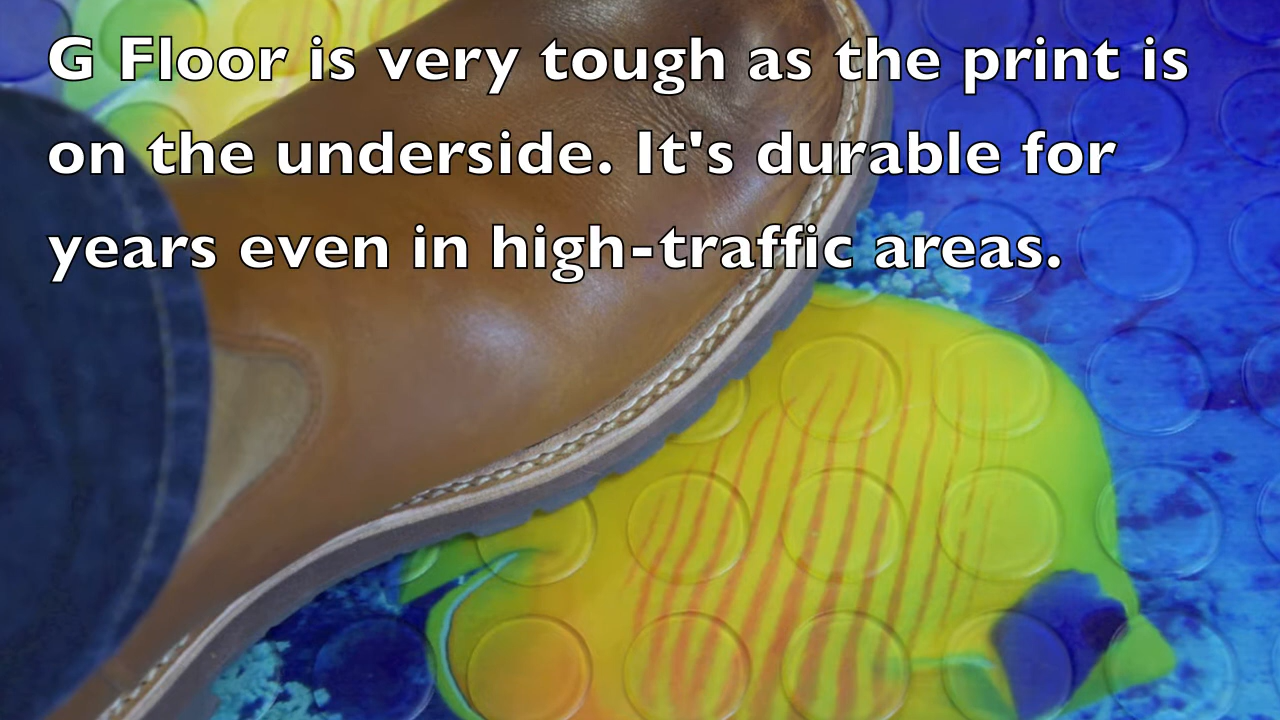 G Floor is very tough as the print is
on the underside. It's durable for
years even in high-traffic areas.